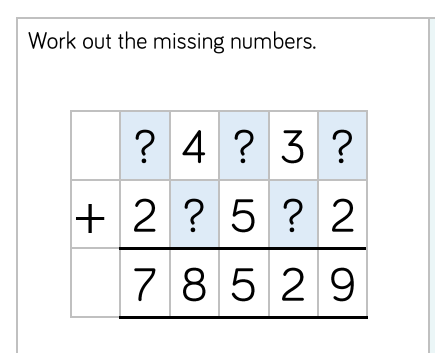 Work out the missing numbers.
? 4 ? 3 ?
+ 2 ? 5 ? 2
7 8 5 2 9